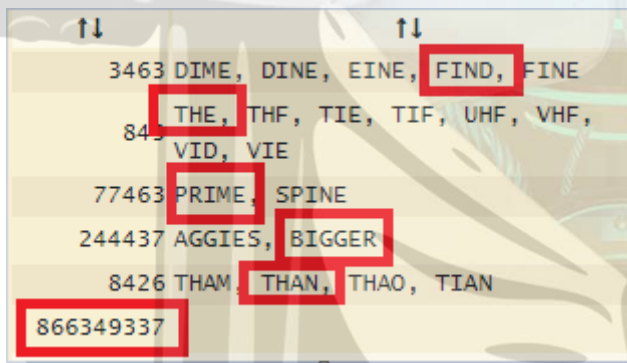 ↑↓ ↑↓
3463 DIME, DINE, EINE, FIND, FINE
843 THE, THF, TIE, TIF, UHF, VHF,
VID, VIE
77463 PRIME, SPINE
244437 AGGIES, BIGGER
8426 THAM, THAN, THAO, TIAN
866349337